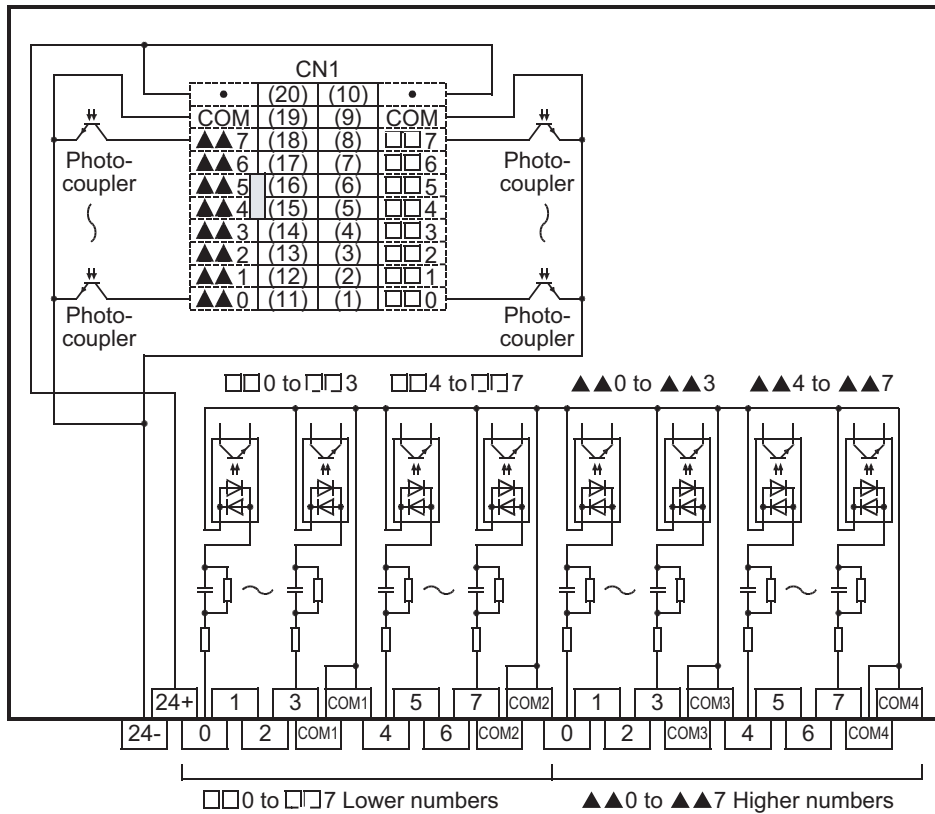 CN1
• (20) (10) •
COM (19) (9) COM
▲▲7 (18) (8) □□7
▲▲6 (17) (7) □□6
▲▲5 (16) (6) □□5
▲▲4 (15) (5) □□4
▲▲3 (14) (4) □□3
▲▲2 (13) (3) □□2
▲▲1 (12) (2) □□1
▲▲0 (11) (1) □□0
Photo-
coupler
Photo-
coupler
Photo-
coupler
Photo-
coupler
□□0 to □□3 □□4 to □□7 ▲▲0 to ▲▲3 ▲▲4 to ▲▲7
24+ 1 3 COM1 5 7 COM2 1 3 COM3 5 7 COM4
24- 0 2 COM1 4 6 COM2 0 2 COM3 4 6 COM4
□□0 to □□7 Lower numbers ▲▲0 to ▲▲7 Higher numbers